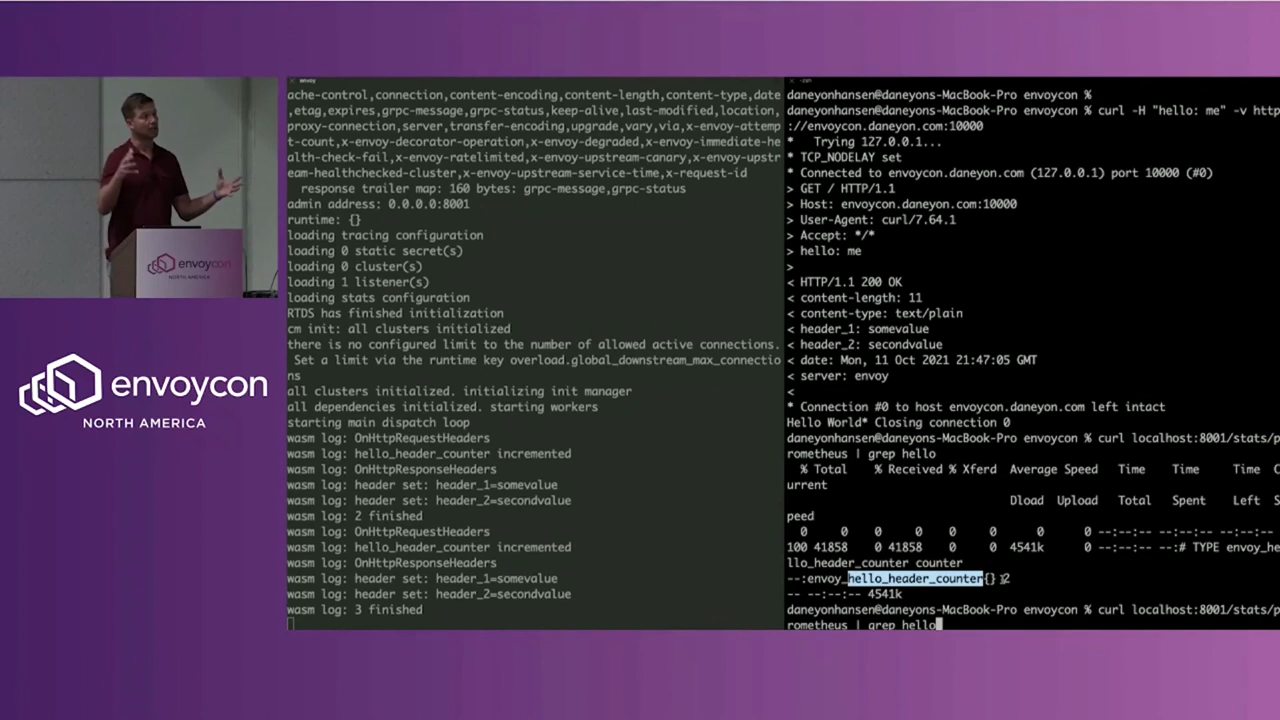 envoycon
NORTH AMERICA
envoycon
NORTH AMERICA
envoy
ache-control,connection,content-encoding,content-length,content-type,date
,etag,expires,grpc-message,grpc-status,keep-alive,last-modified,location,
proxy-connection,server,transfer-encoding,upgrade,vary,via,x-envoy-attemp
t-count,x-envoy-decorator-operation,x-envoy-degraded,x-envoy-immediate-he
alth-check-fail,x-envoy-ratelimited,x-envoy-upstream-canary,x-envoy-upstr
eam-healthchecked-cluster,x-envoy-upstream-service-time,x-request-id
response trailer map: 160 bytes: grpc-message,grpc-status
admin address: 0.0.0.0:8001
runtime: {}
loading tracing configuration
loading 0 static secret(s)
loading 0 cluster(s)
loading 1 listener(s)
loading stats configuration
RTDS has finished initialization
cm init: all clusters initialized
there is no configured limit to the number of allowed active connections.
Set a limit via the runtime key overload.global_downstream_max_connectio
ns
all clusters initialized. initializing init manager
all dependencies initialized. starting workers
starting main dispatch loop
wasm log: OnHttpRequestHeaders
wasm log: hello_header_counter incremented
wasm log: OnHttpResponseHeaders
wasm log: header set: header_1=somevalue
wasm log: header set: header_2=secondvalue
wasm log: 2 finished
wasm log: OnHttpRequestHeaders
wasm log: hello_header_counter incremented
wasm log: OnHttpResponseHeaders
wasm log: header set: header_1=somevalue
wasm log: header set: header_2=secondvalue
wasm log: 3 finished
-zsh
daneyonhansen@daneyons-MacBook-Pro envoycon %
daneyonhansen@daneyons-MacBook-Pro envoycon % curl -H "hello: me" -v http
://envoycon.daneyon.com:10000
*   Trying 127.0.0.1...
* TCP_NODELAY set
* Connected to envoycon.daneyon.com (127.0.0.1) port 10000 (#0)
> GET / HTTP/1.1
> Host: envoycon.daneyon.com:10000
> User-Agent: curl/7.64.1
> Accept: */*
> hello: me
>
< HTTP/1.1 200 OK
< content-length: 11
< content-type: text/plain
< header_1: somevalue
< header_2: secondvalue
< date: Mon, 11 Oct 2021 21:47:05 GMT
< server: envoy
<
* Connection #0 to host envoycon.daneyon.com left intact
Hello World* Closing connection 0
daneyonhansen@daneyons-MacBook-Pro envoycon % curl localhost:8001/stats/p
rometheus | grep hello
% Total    % Received % Xferd  Average Speed   Time    Time     Time  C
urrent
Dload  Upload   Total   Spent    Left  S
peed
0     0    0     0    0     0      0      0 --:--:-- --:--:-- --:--:--
100 41858    0 41858    0     0  4541k      0 --:--:-- --:# TYPE envoy_he
llo_header_counter counter
--:envoy_hello_header_counter{} 2
-- --:--:-- 4541k
daneyonhansen@daneyons-MacBook-Pro envoycon % curl localhost:8001/stats/p
rometheus | grep hello